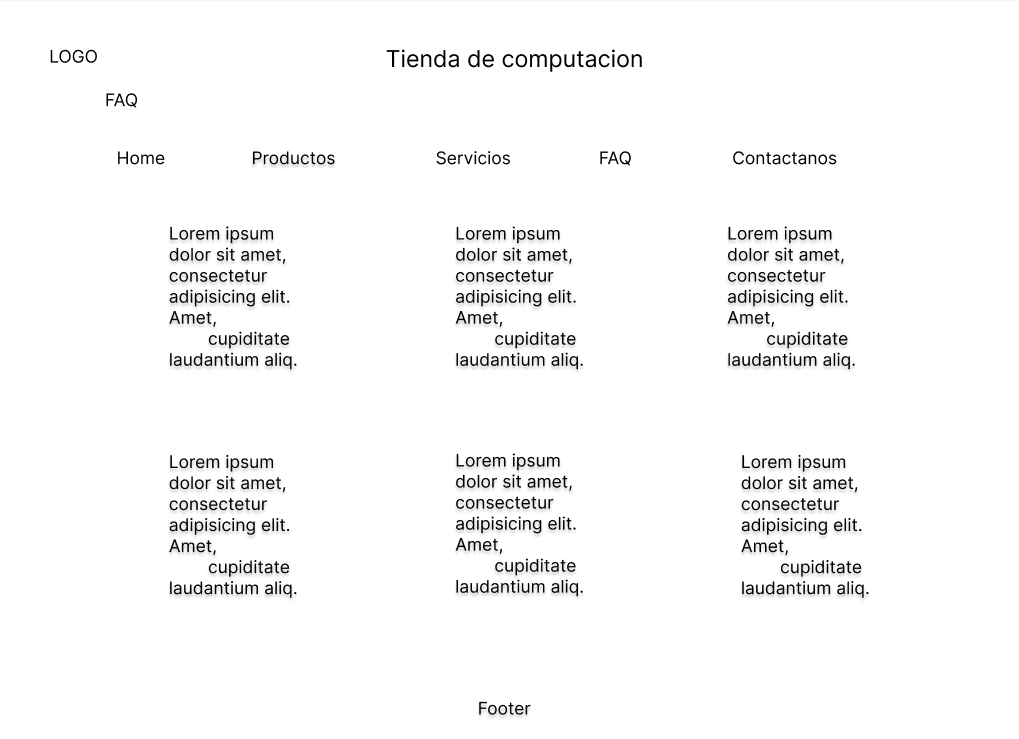 LOGO
Tienda de computacion
FAQ
Home
Productos
Servicios
FAQ
Contactanos
Lorem ipsum
dolor sit amet,
consectetur
adipisicing elit.
Amet,
cupiditate
laudantium aliq.
Lorem ipsum
dolor sit amet,
consectetur
adipisicing elit.
Amet,
cupiditate
laudantium aliq.
Lorem ipsum
dolor sit amet,
consectetur
adipisicing elit.
Amet,
cupiditate
laudantium aliq.
Lorem ipsum
dolor sit amet,
consectetur
adipisicing elit.
Amet,
cupiditate
laudantium aliq.
Lorem ipsum
dolor sit amet,
consectetur
adipisicing elit.
Amet,
cupiditate
laudantium aliq.
Lorem ipsum
dolor sit amet,
consectetur
adipisicing elit.
Amet,
cupiditate
laudantium aliq.
Footer